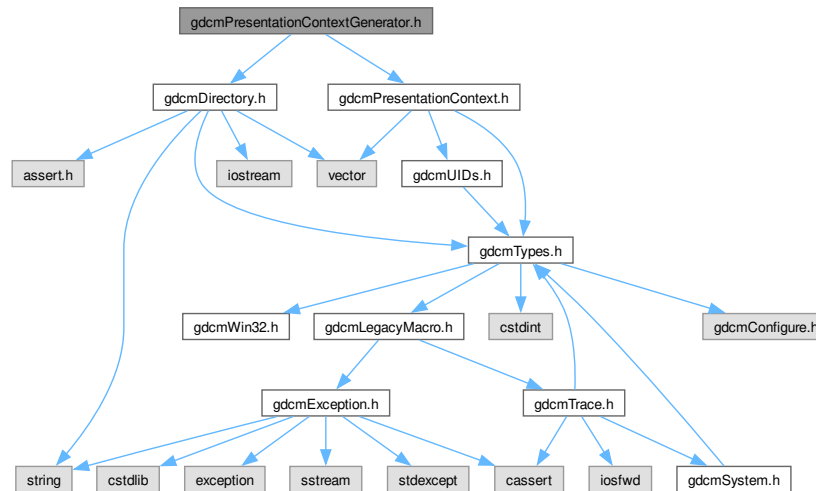 gdcmPresentationContextGenerator.h
gdcmDirectory.h
gdcmPresentationContext.h
assert.h
iostream
vector
gdcmUIDs.h
gdcmTypes.h
gdcmWin32.h
gdcmLegacyMacro.h
cstdint
gdcmConfigure.h
gdcmException.h
gdcmTrace.h
string
cstdlib
exception
sstream
stdexcept
cassert
iosfwd
gdcmSystem.h